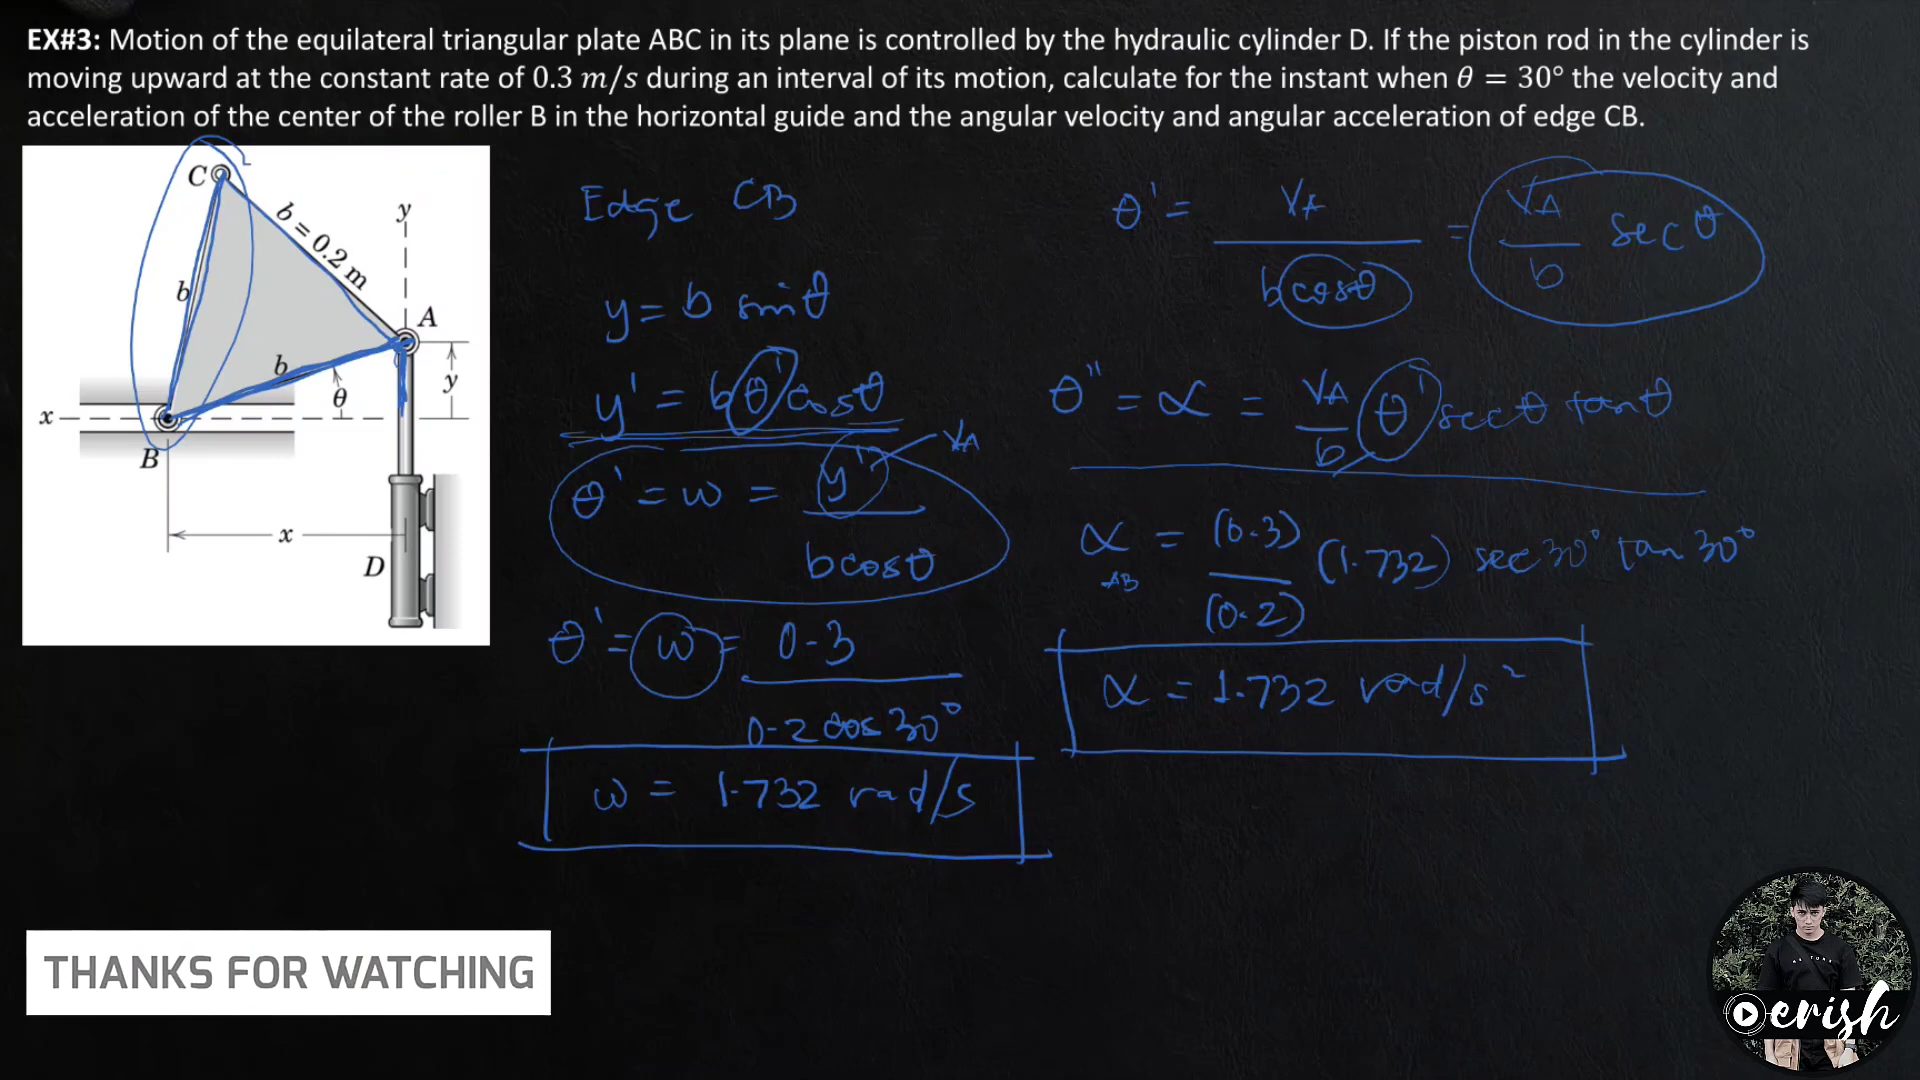 EX#3: Motion of the equilateral triangular plate ABC in its plane is controlled by the hydraulic cylinder D. If the piston rod in the cylinder is
moving upward at the constant rate of 0.3 m/s during an interval of its motion, calculate for the instant when θ = 30° the velocity and
acceleration of the center of the roller B in the horizontal guide and the angular velocity and angular acceleration of edge CB.
C
b = 0.2 m
y
b
A
b
θ
y
x
B
x
D
Edge CB
y = b sinθ
y' = bθ' cosθ
θ' = ω = y' / bcosθ
VA
θ' = ω = 0.3 / 0.2 cos 30°
ω = 1.732 rad/s
θ' = VA / bcosθ = VA / b secθ
θ'' = α = VA / b θ' secθ tanθ
αAB = (0.3) / (0.2) (1.732) sec 30° tan 30°
α = 1.732 rad/s²
THANKS FOR WATCHING
erish